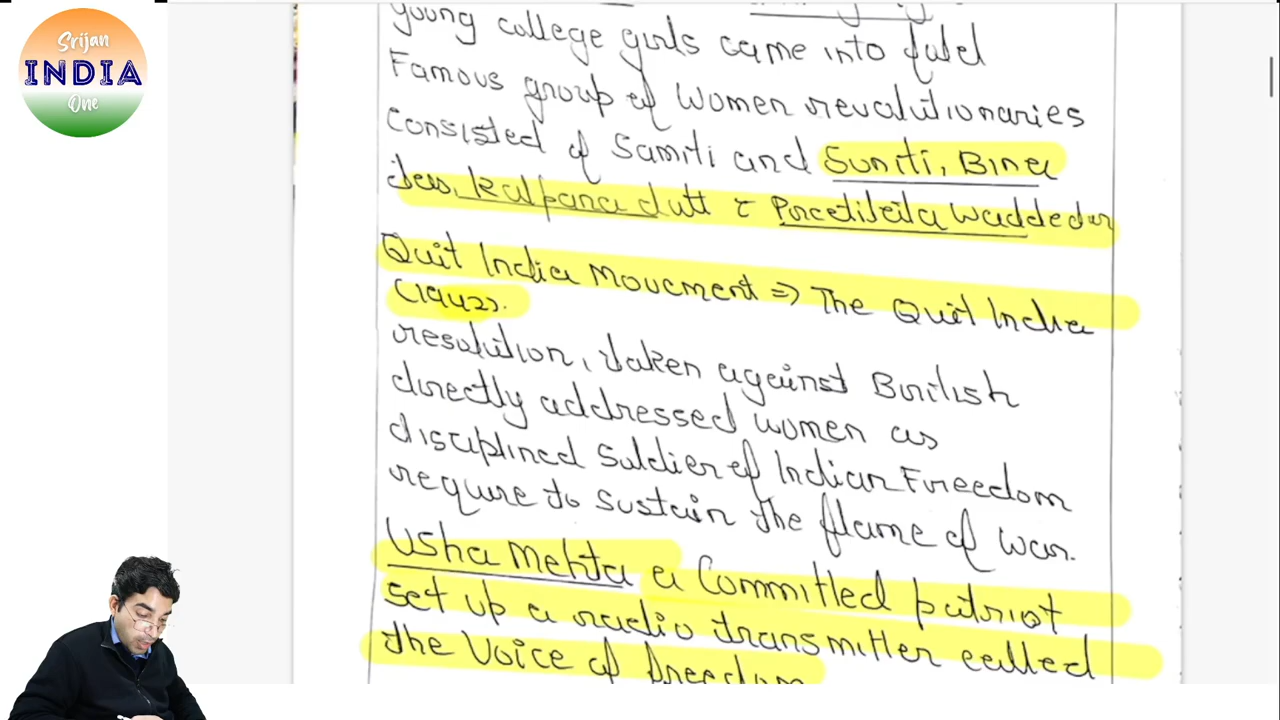 Srijan
INDIA
One
young college girls came into
Famous group of Women revolutionaries
consisted of Samiti and Suniti, Bina
das, Kalpana dutt & Preetilata Waddedar
Quit India Movement ⇒ The Quit India
(1942).
resolution, taken against British
directly addressed women as
disciplined Soldier of Indian Freedom
require to sustain the flame of war.
Usha Mehta a Committed patriot
set up a radio transmitter called
the Voice of freedom